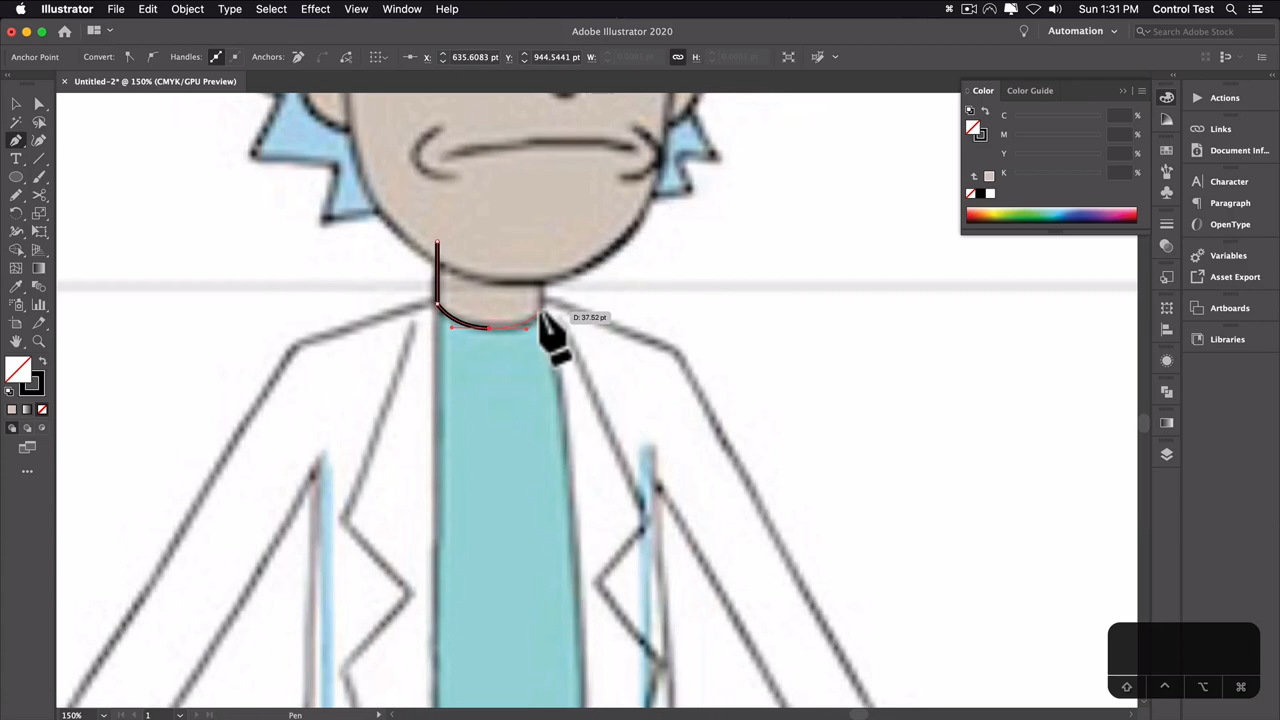 Illustrator File Edit Object Type Select Effect View Window Help Sun 1:31 PM Control Test
Adobe Illustrator 2020 Automation Search Adobe Stock
Anchor Point Convert: Handles: Anchors: X: 635.6083 pt Y: 944.5441 pt W: H:
Untitled-2* @ 150% (CMYK/GPU Preview)
Color Color Guide
C %
M %
Y %
K %
Actions
Links
Document Inf...
Character
Paragraph
OpenType
Variables
Asset Export
Artboards
Libraries
D: 37.52 pt
150% 1 Pen